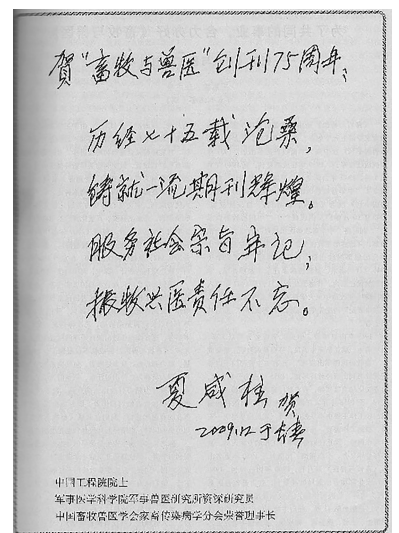 贺“畜牧与兽医”创刊75周年:
历经七十五载沧桑,
铸就一流期刊辉煌。
服务社会宗旨牢记,
振牧兴医责任不忘。
夏咸柱 贺
2009.12于长春
中国工程院院士
军事医学科学院军事兽医研究所资深研究员
中国畜牧兽医学会家畜传染病学分会荣誉理事长